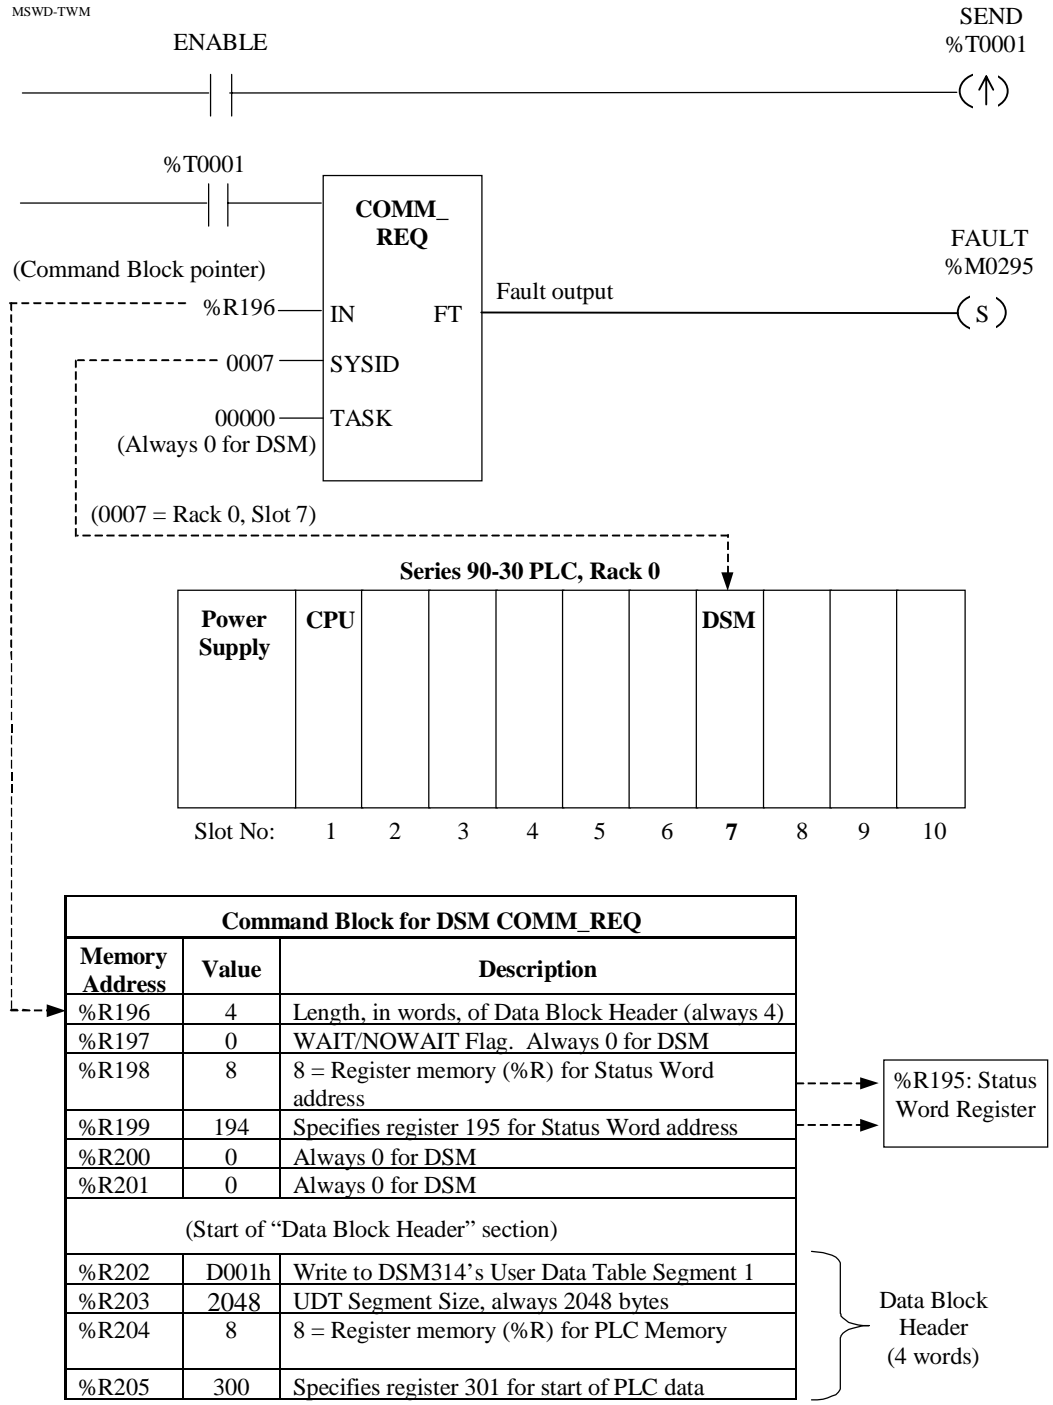 MSWD-TWM
SEND
%T0001
ENABLE
(↑)
%T0001
COMM_
REQ
(Command Block pointer)
FAULT
%M0295
%R196
IN
FT
Fault output
(S)
0007
SYSID
00000
TASK
(Always 0 for DSM)
(0007 = Rack 0, Slot 7)
Series 90-30 PLC, Rack 0
Power
Supply
CPU
DSM
Slot No: 1 2 3 4 5 6 7 8 9 10
Command Block for DSM COMM_REQ
Memory
Address
Value
Description
%R196 4 Length, in words, of Data Block Header (always 4)
%R197 0 WAIT/NOWAIT Flag. Always 0 for DSM
%R198 8 8 = Register memory (%R) for Status Word
address
%R199 194 Specifies register 195 for Status Word address
%R200 0 Always 0 for DSM
%R201 0 Always 0 for DSM
%R195: Status
Word Register
(Start of “Data Block Header” section)
%R202 D001h Write to DSM314’s User Data Table Segment 1
%R203 2048 UDT Segment Size, always 2048 bytes
%R204 8 8 = Register memory (%R) for PLC Memory
%R205 300 Specifies register 301 for start of PLC data
Data Block
Header
(4 words)